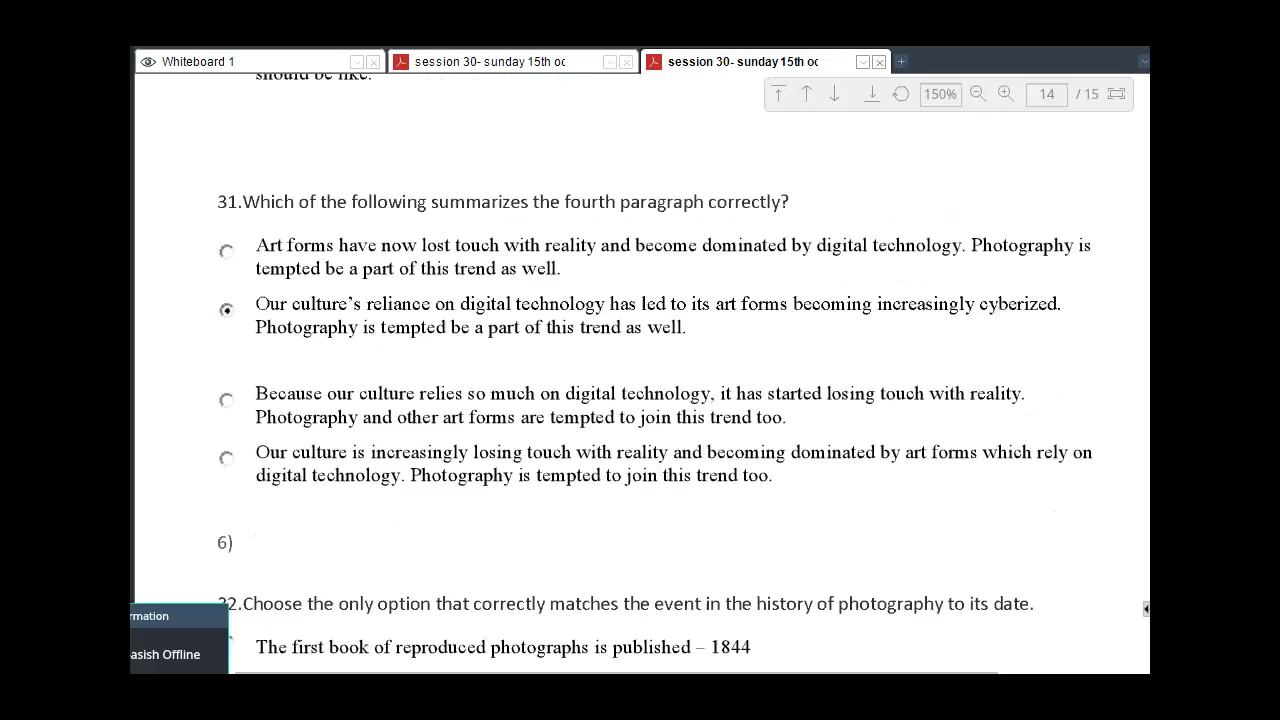 Whiteboard 1
session 30- sunday 15th oc
session 30- sunday 15th oc
should be like.
150%
14
/ 15
31.Which of the following summarizes the fourth paragraph correctly?
Art forms have now lost touch with reality and become dominated by digital technology. Photography is
tempted be a part of this trend as well.
Our culture’s reliance on digital technology has led to its art forms becoming increasingly cyberized.
Photography is tempted be a part of this trend as well.
Because our culture relies so much on digital technology, it has started losing touch with reality.
Photography and other art forms are tempted to join this trend too.
Our culture is increasingly losing touch with reality and becoming dominated by art forms which rely on
digital technology. Photography is tempted to join this trend too.
6)
32.Choose the only option that correctly matches the event in the history of photography to its date.
rmation
The first book of reproduced photographs is published – 1844
asish Offline